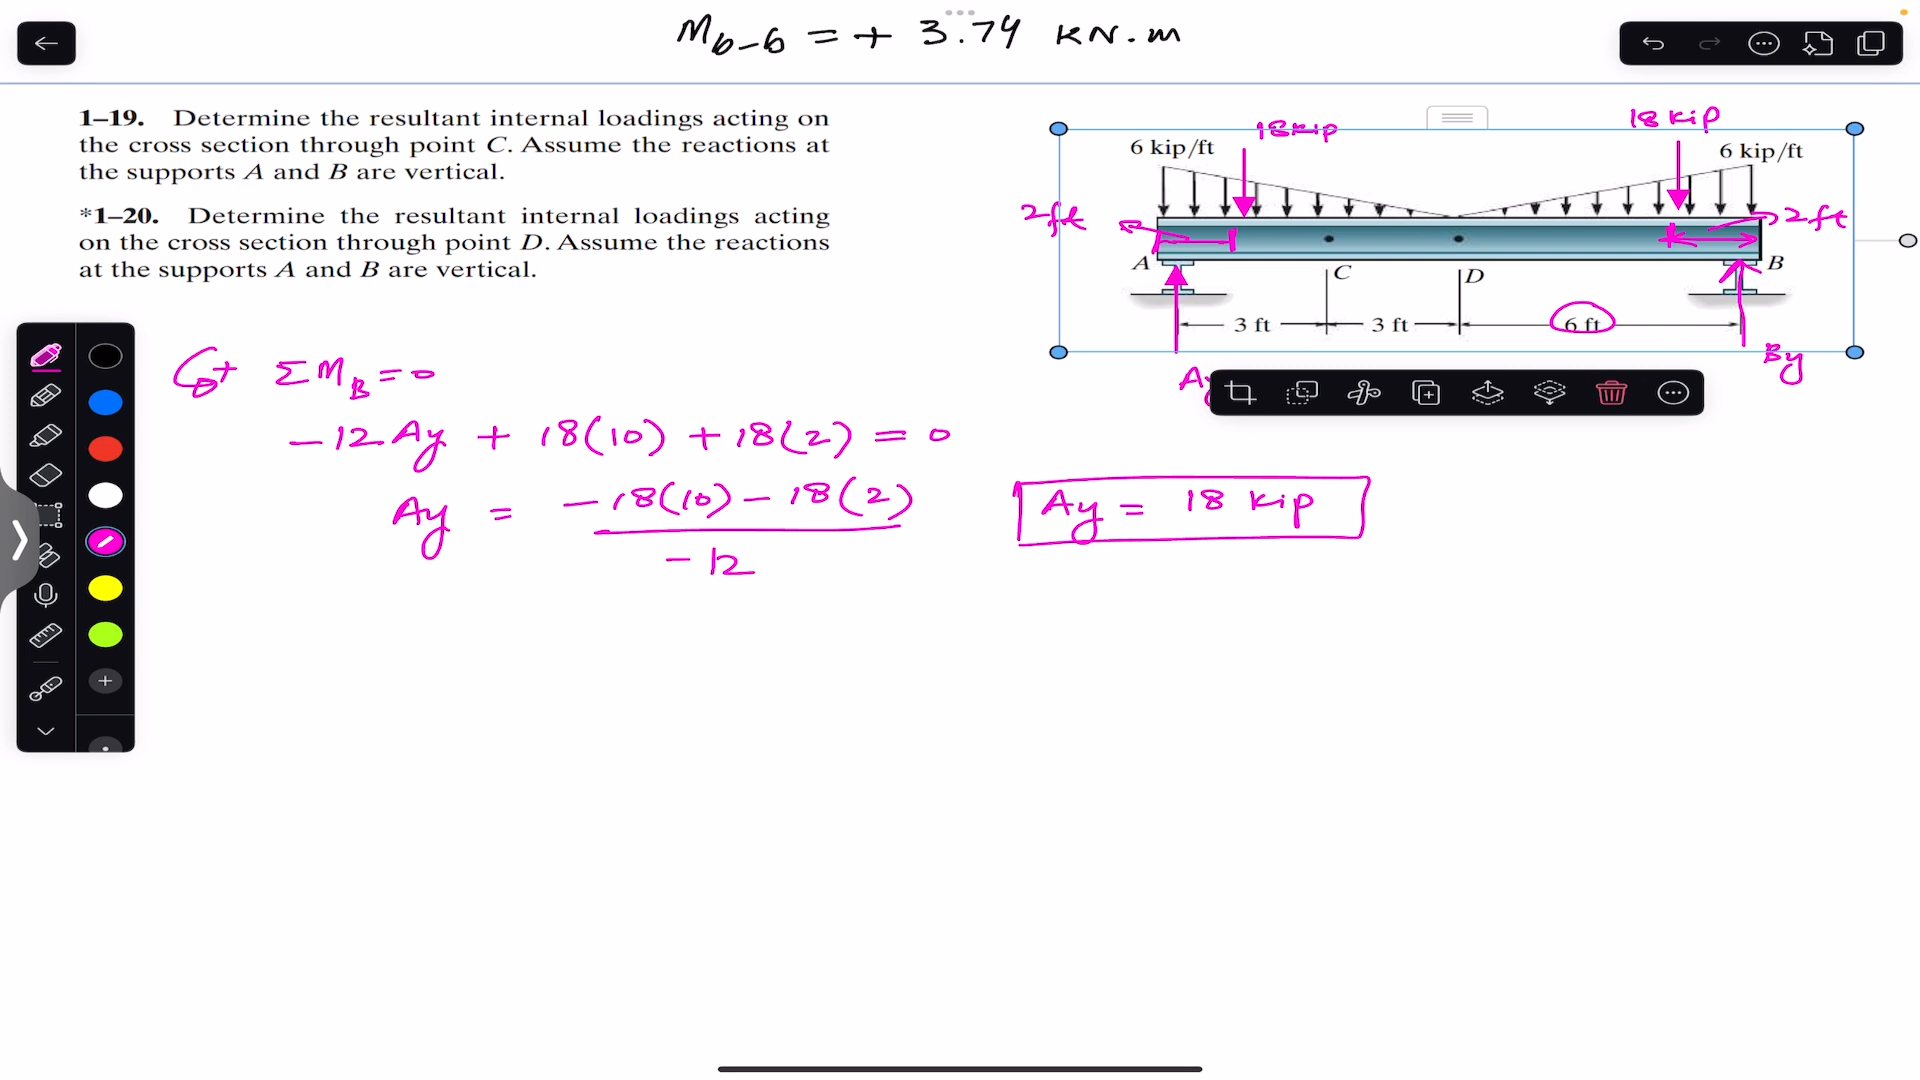 M6-6 = + 3.74 KN.m
1–19. Determine the resultant internal loadings acting on
the cross section through point C. Assume the reactions at
the supports A and B are vertical.
*1–20. Determine the resultant internal loadings acting
on the cross section through point D. Assume the reactions
at the supports A and B are vertical.
18kip
18kip
6 kip/ft
6 kip/ft
2ft
2ft
A
C
D
B
3 ft
3 ft
6 ft
By
+ ΣM_B = 0
-12 Ay + 18(10) + 18(2) = 0
Ay = -18(10) - 18(2)
-12
Ay = 18 kip